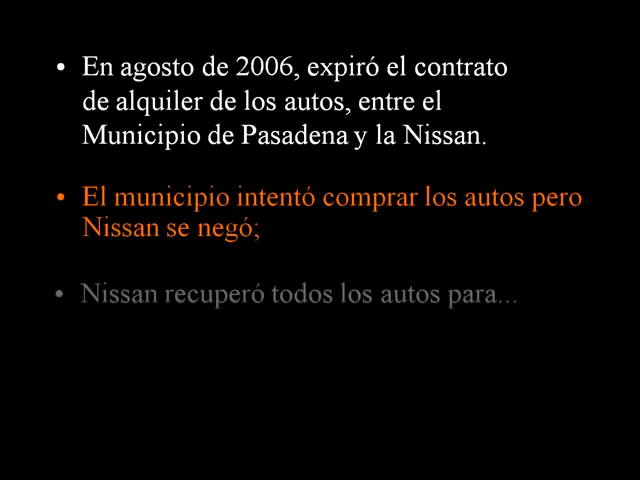 • En agosto de 2006, expiró el contrato
de alquiler de los autos, entre el
Municipio de Pasadena y la Nissan.
• El municipio intentó comprar los autos pero
Nissan se negó;
• Nissan recuperó todos los autos para...